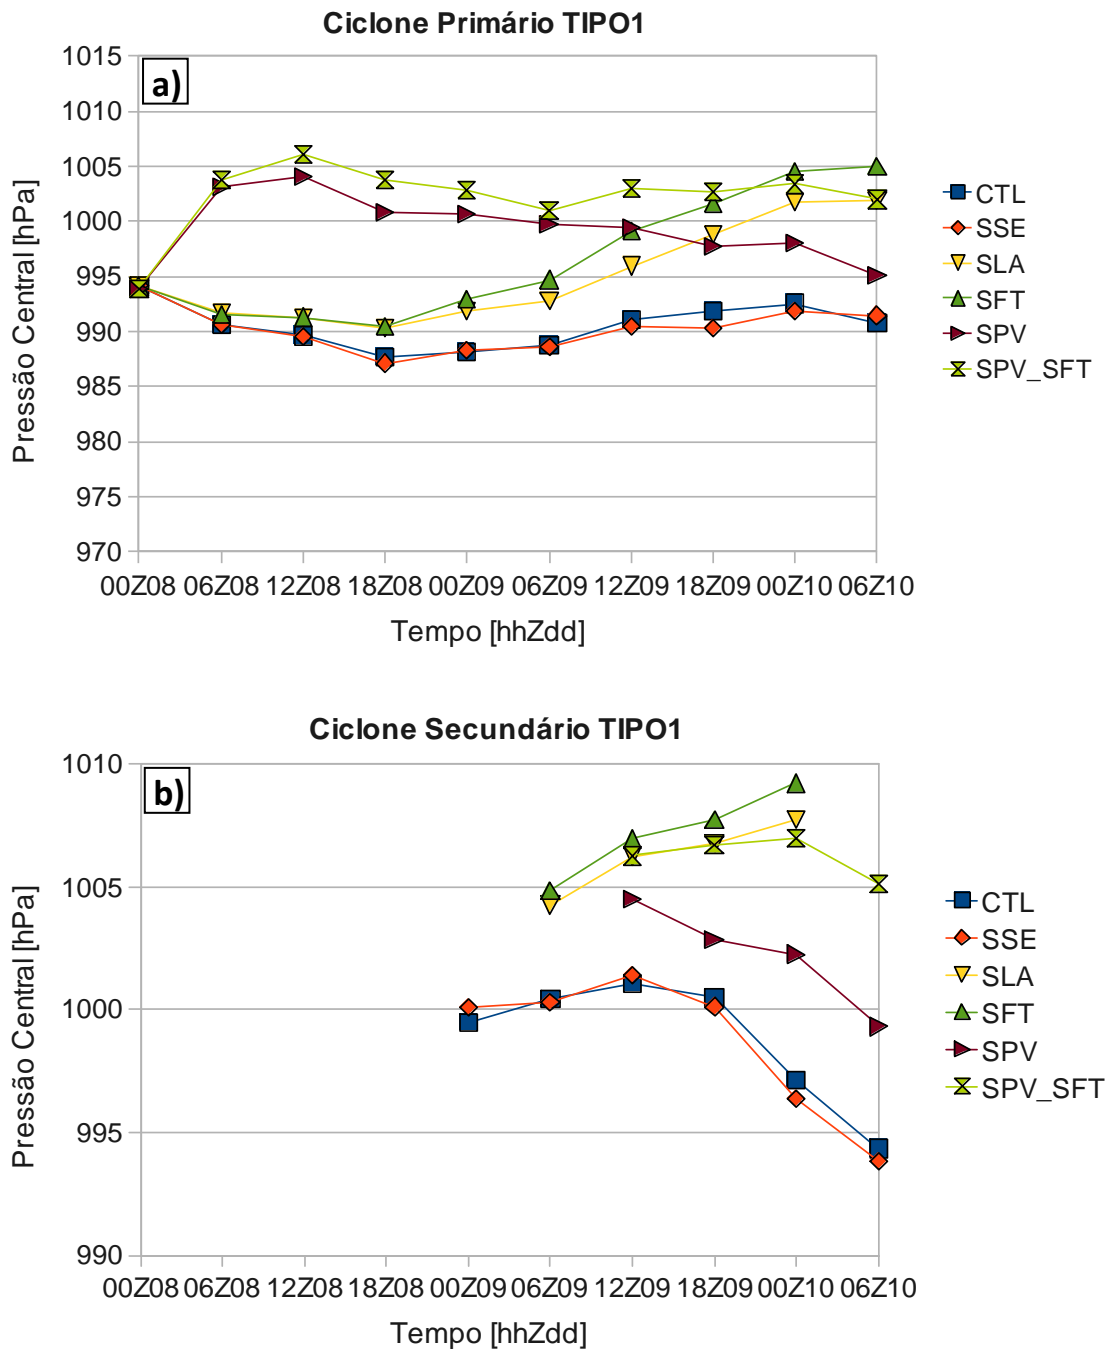 Ciclone Primário TIPO1
a)
1015
1010
1005
1000
995
990
985
980
975
970
Pressão Central [hPa]
00Z08 06Z08 12Z08 18Z08 00Z09 06Z09 12Z09 18Z09 00Z10 06Z10
Tempo [hhZdd]
CTL
SSE
SLA
SFT
SPV
SPV_SFT
Ciclone Secundário TIPO1
b)
1010
1005
1000
995
990
Pressão Central [hPa]
00Z08 06Z08 12Z08 18Z08 00Z09 06Z09 12Z09 18Z09 00Z10 06Z10
Tempo [hhZdd]
CTL
SSE
SLA
SFT
SPV
SPV_SFT